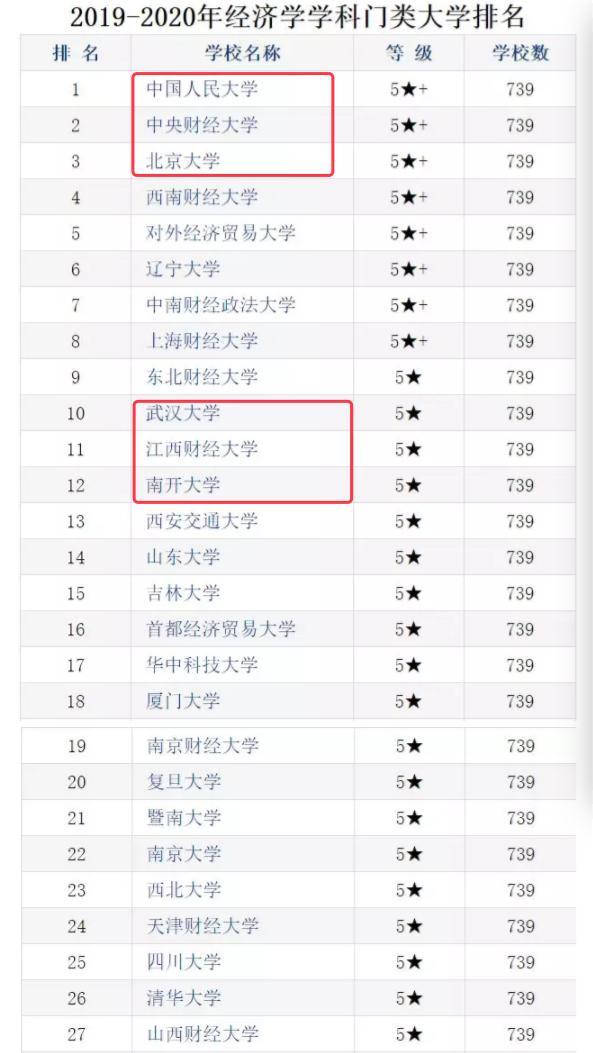 2019-2020年经济学学科门类大学排名
排 名 学校名称 等 级 学校数
1 中国人民大学 5★+ 739
2 中央财经大学 5★+ 739
3 北京大学 5★+ 739
4 西南财经大学 5★+ 739
5 对外经济贸易大学 5★+ 739
6 辽宁大学 5★+ 739
7 中南财经政法大学 5★+ 739
8 上海财经大学 5★+ 739
9 东北财经大学 5★ 739
10 武汉大学 5★ 739
11 江西财经大学 5★ 739
12 南开大学 5★ 739
13 西安交通大学 5★ 739
14 山东大学 5★ 739
15 吉林大学 5★ 739
16 首都经济贸易大学 5★ 739
17 华中科技大学 5★ 739
18 厦门大学 5★ 739
19 南京财经大学 5★ 739
20 复旦大学 5★ 739
21 暨南大学 5★ 739
22 南京大学 5★ 739
23 西北大学 5★ 739
24 天津财经大学 5★ 739
25 四川大学 5★ 739
26 清华大学 5★ 739
27 山西财经大学 5★ 739